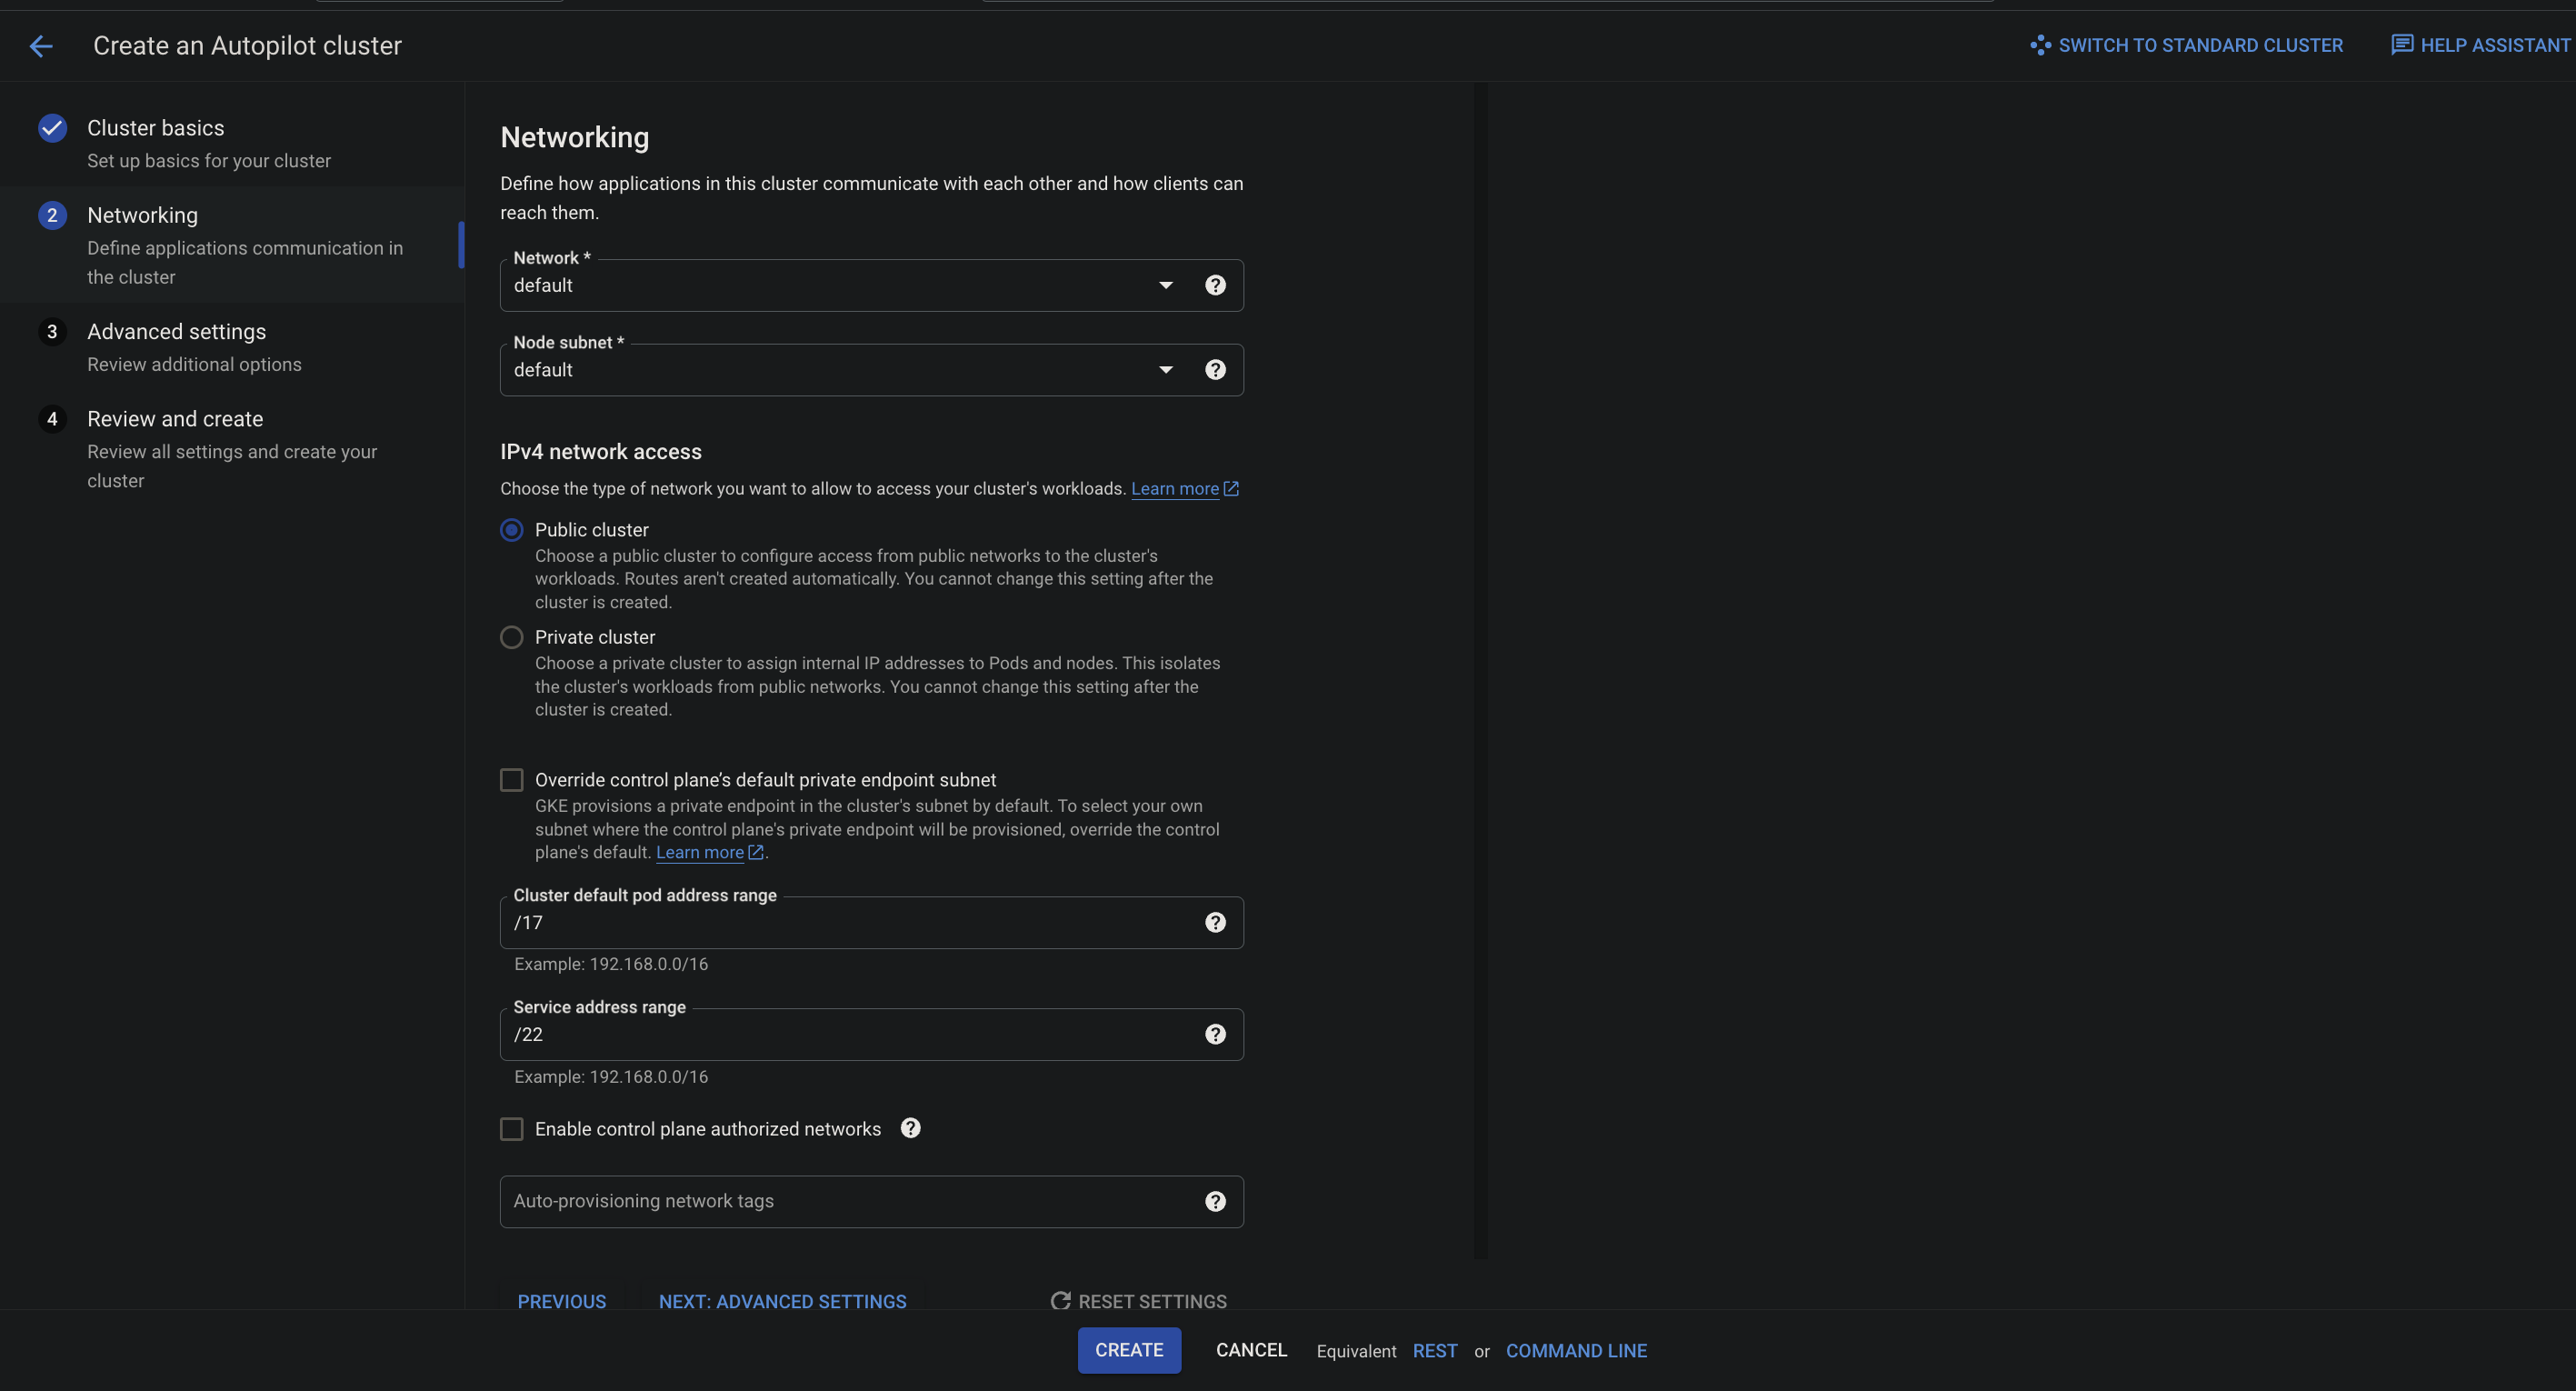 Create an Autopilot cluster
SWITCH TO STANDARD CLUSTER
HELP ASSISTANT
Cluster basics
Set up basics for your cluster
2
Networking
Define applications communication in
the cluster
3
Advanced settings
Review additional options
4
Review and create
Review all settings and create your
cluster
Networking
Define how applications in this cluster communicate with each other and how clients can
reach them.
Network *
default
Node subnet *
default
IPv4 network access
Choose the type of network you want to allow to access your cluster's workloads. Learn more
Public cluster
Choose a public cluster to configure access from public networks to the cluster's
workloads. Routes aren't created automatically. You cannot change this setting after the
cluster is created.
Private cluster
Choose a private cluster to assign internal IP addresses to Pods and nodes. This isolates
the cluster's workloads from public networks. You cannot change this setting after the
cluster is created.
Override control plane’s default private endpoint subnet
GKE provisions a private endpoint in the cluster's subnet by default. To select your own
subnet where the control plane's private endpoint will be provisioned, override the control
plane's default. Learn more.
Cluster default pod address range
/17
Example: 192.168.0.0/16
Service address range
/22
Example: 192.168.0.0/16
Enable control plane authorized networks
Auto-provisioning network tags
PREVIOUS
NEXT: ADVANCED SETTINGS
RESET SETTINGS
CREATE
CANCEL
Equivalent REST or COMMAND LINE